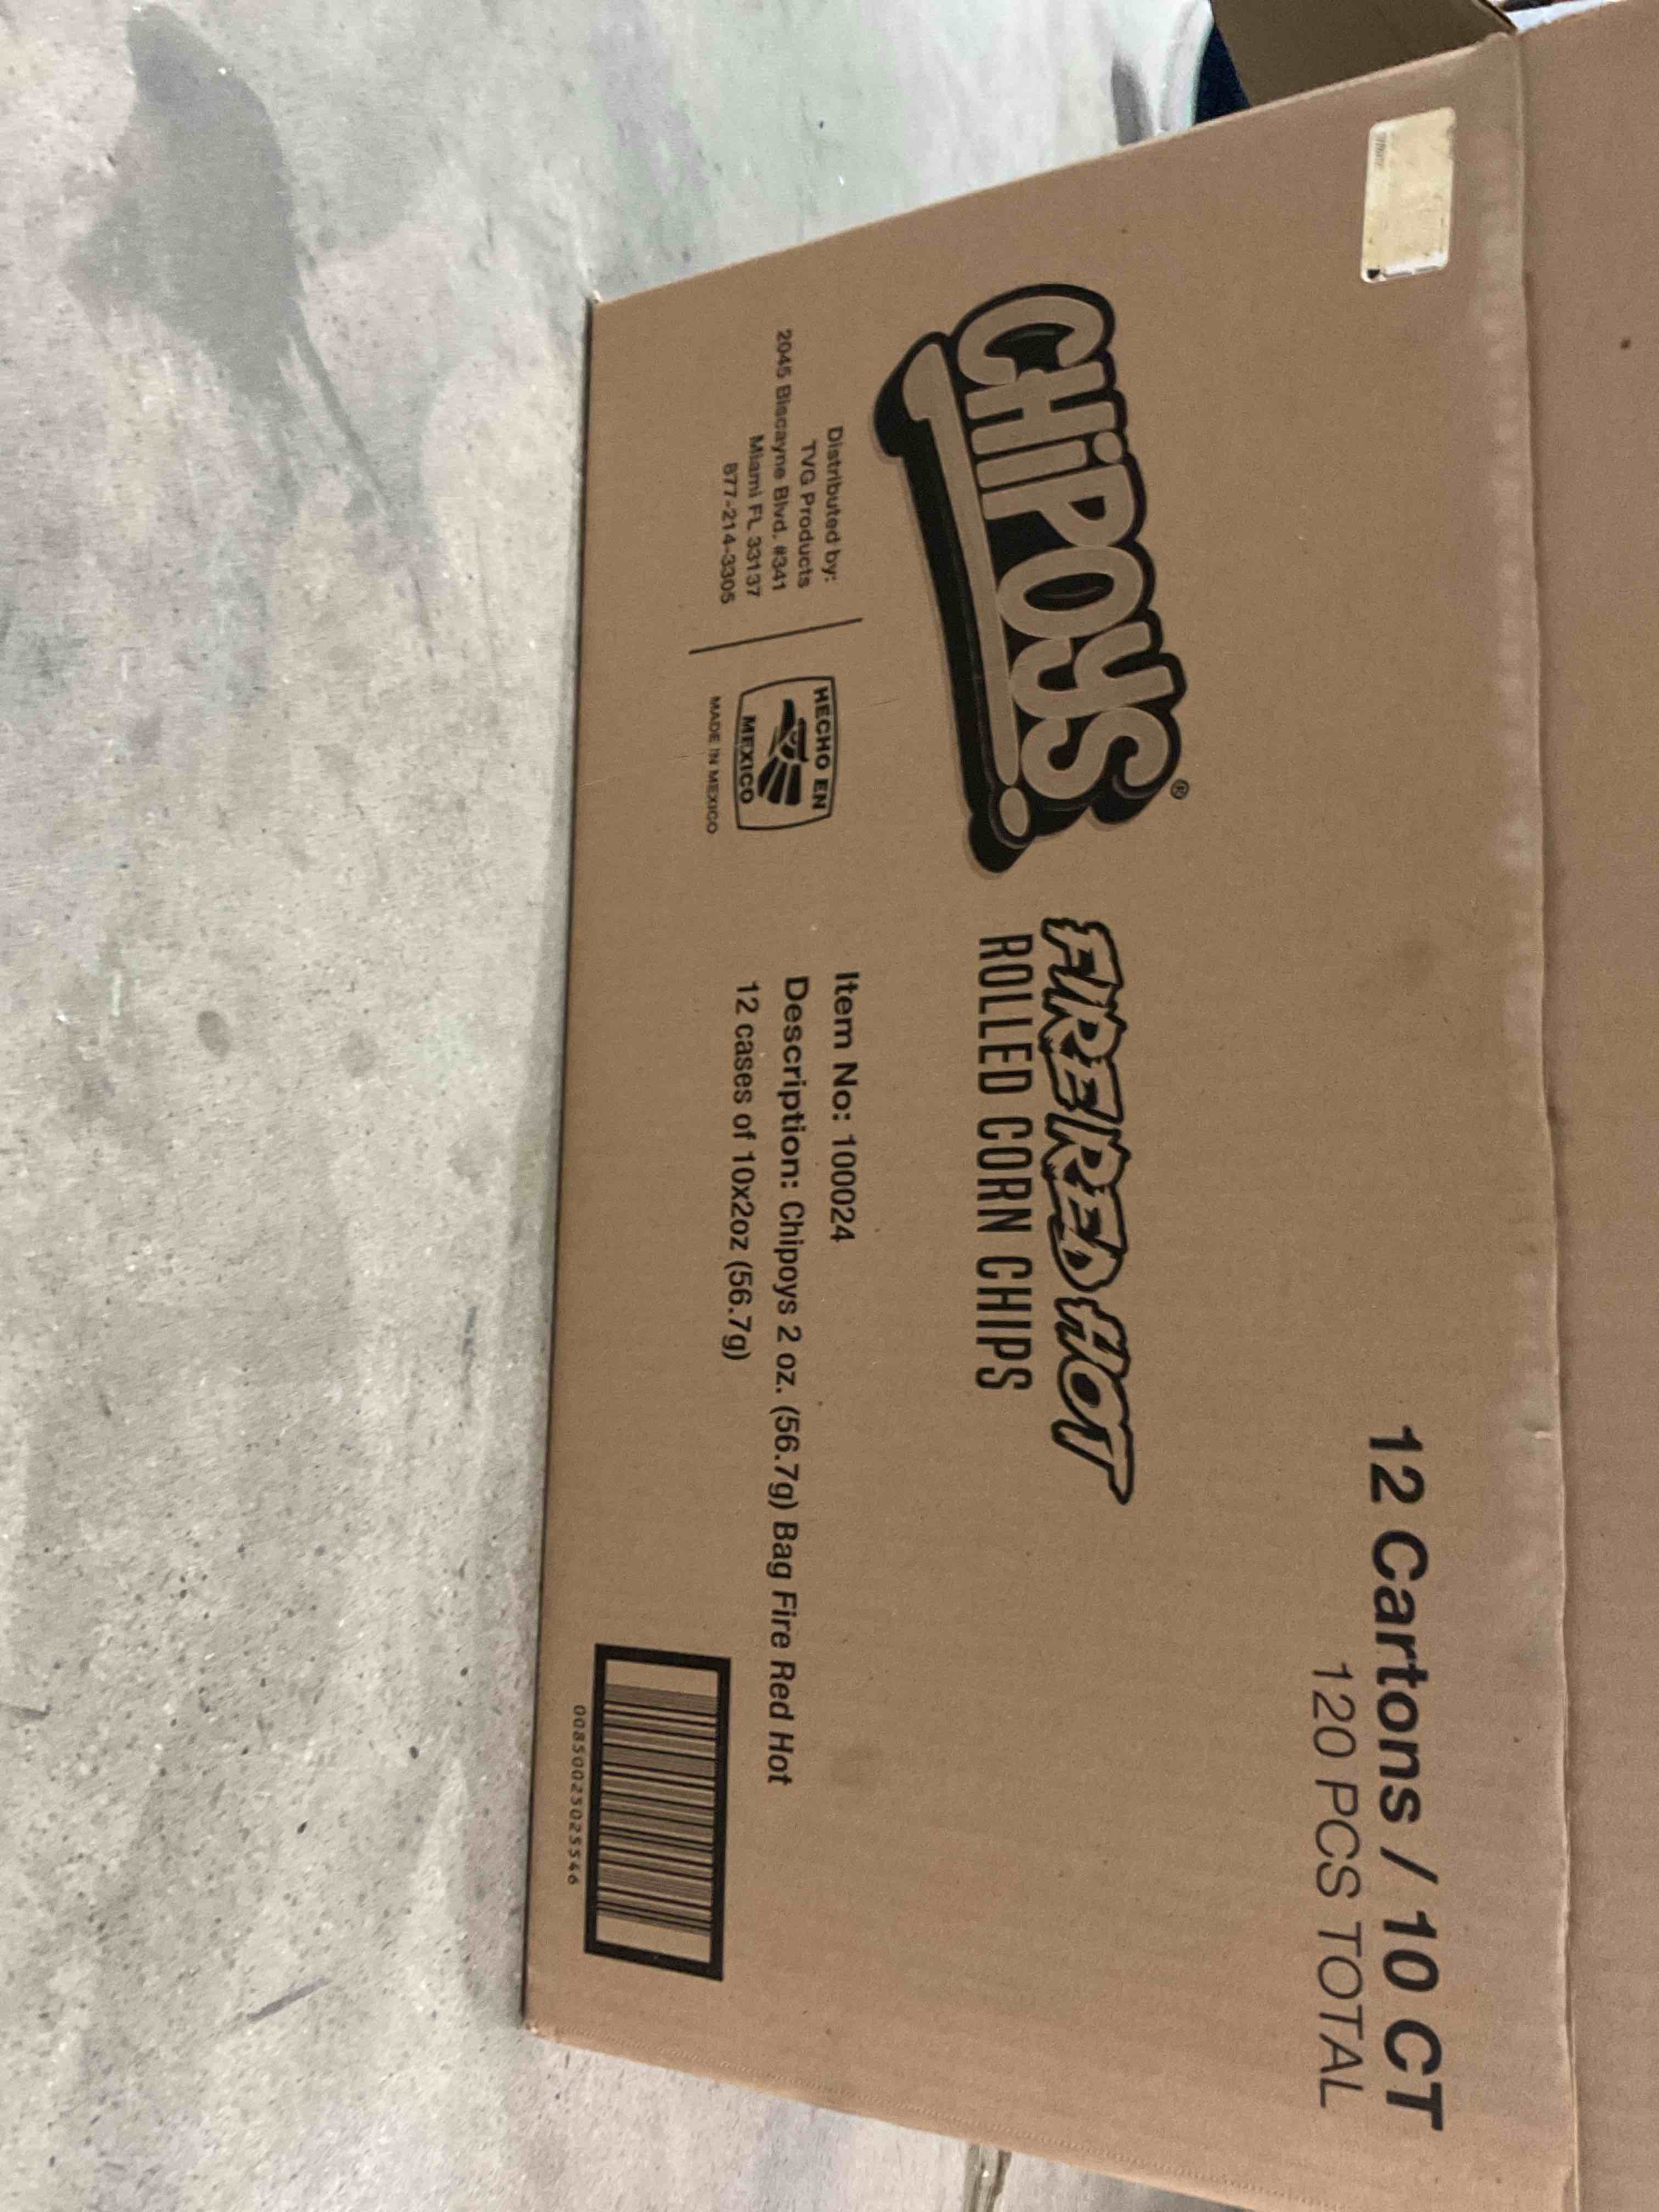 12 Cartons / 10 CT
120 PCS TOTAL
CHiPOYS®
FIRE RED HOT
ROLLED CORN CHIPS
Distributed by:
TVG Products
2045 Biscayne Blvd. #341
Miami FL 33137
877-214-3305
HECHO EN
MEXICO
MADE IN MEXICO
Item No: 100024
Description: Chipoys 2 oz. (56.7g) Bag Fire Red Hot
12 cases of 10x2oz (56.7g)
00850025025546